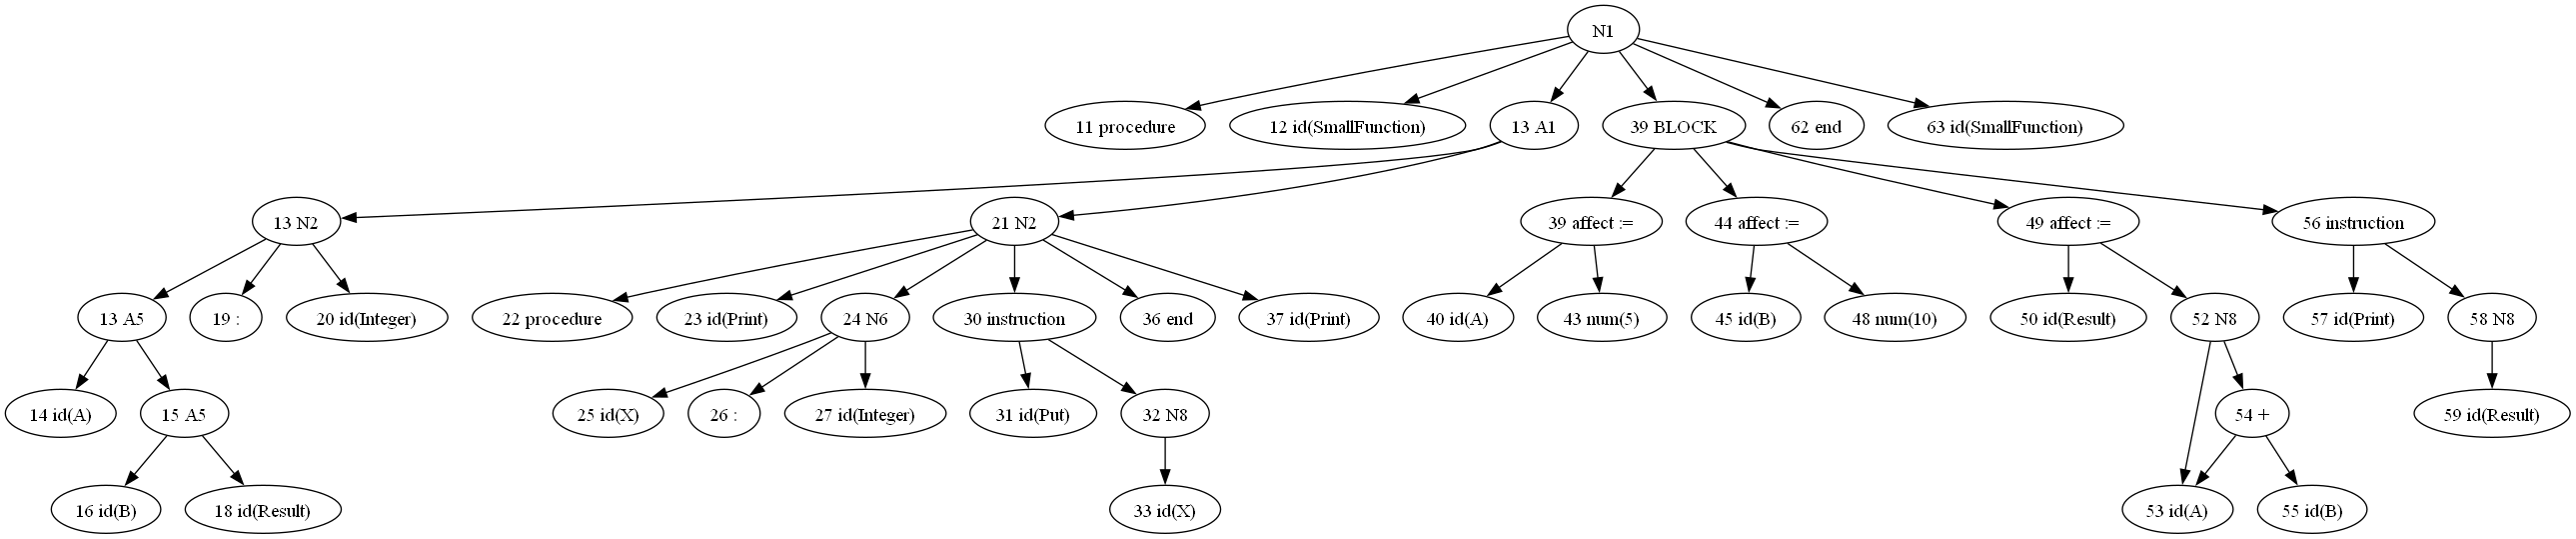 N1
11 procedure
12 id(SmallFunction)
13 A1
39 BLOCK
62 end
63 id(SmallFunction)
13 N2
21 N2
39 affect :=
44 affect :=
49 affect :=
56 instruction
13 A5
19 :
20 id(Integer)
22 procedure
23 id(Print)
24 N6
30 instruction
36 end
37 id(Print)
40 id(A)
43 num(5)
45 id(B)
48 num(10)
50 id(Result)
52 N8
57 id(Print)
58 N8
14 id(A)
15 A5
25 id(X)
26 :
27 id(Integer)
31 id(Put)
32 N8
54 +
59 id(Result)
16 id(B)
18 id(Result)
33 id(X)
53 id(A)
55 id(B)